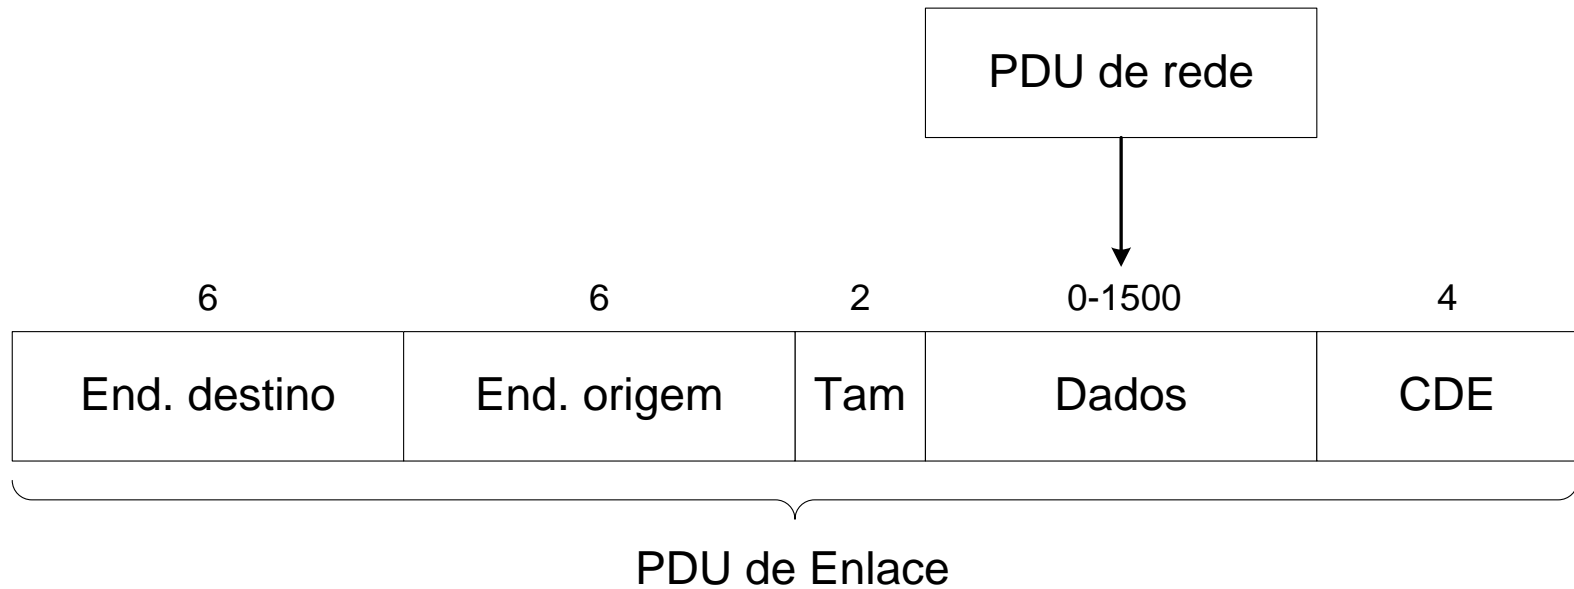 PDU de rede
6 6 2 0-1500 4
End. destino End. origem Tam Dados CDE
PDU de Enlace